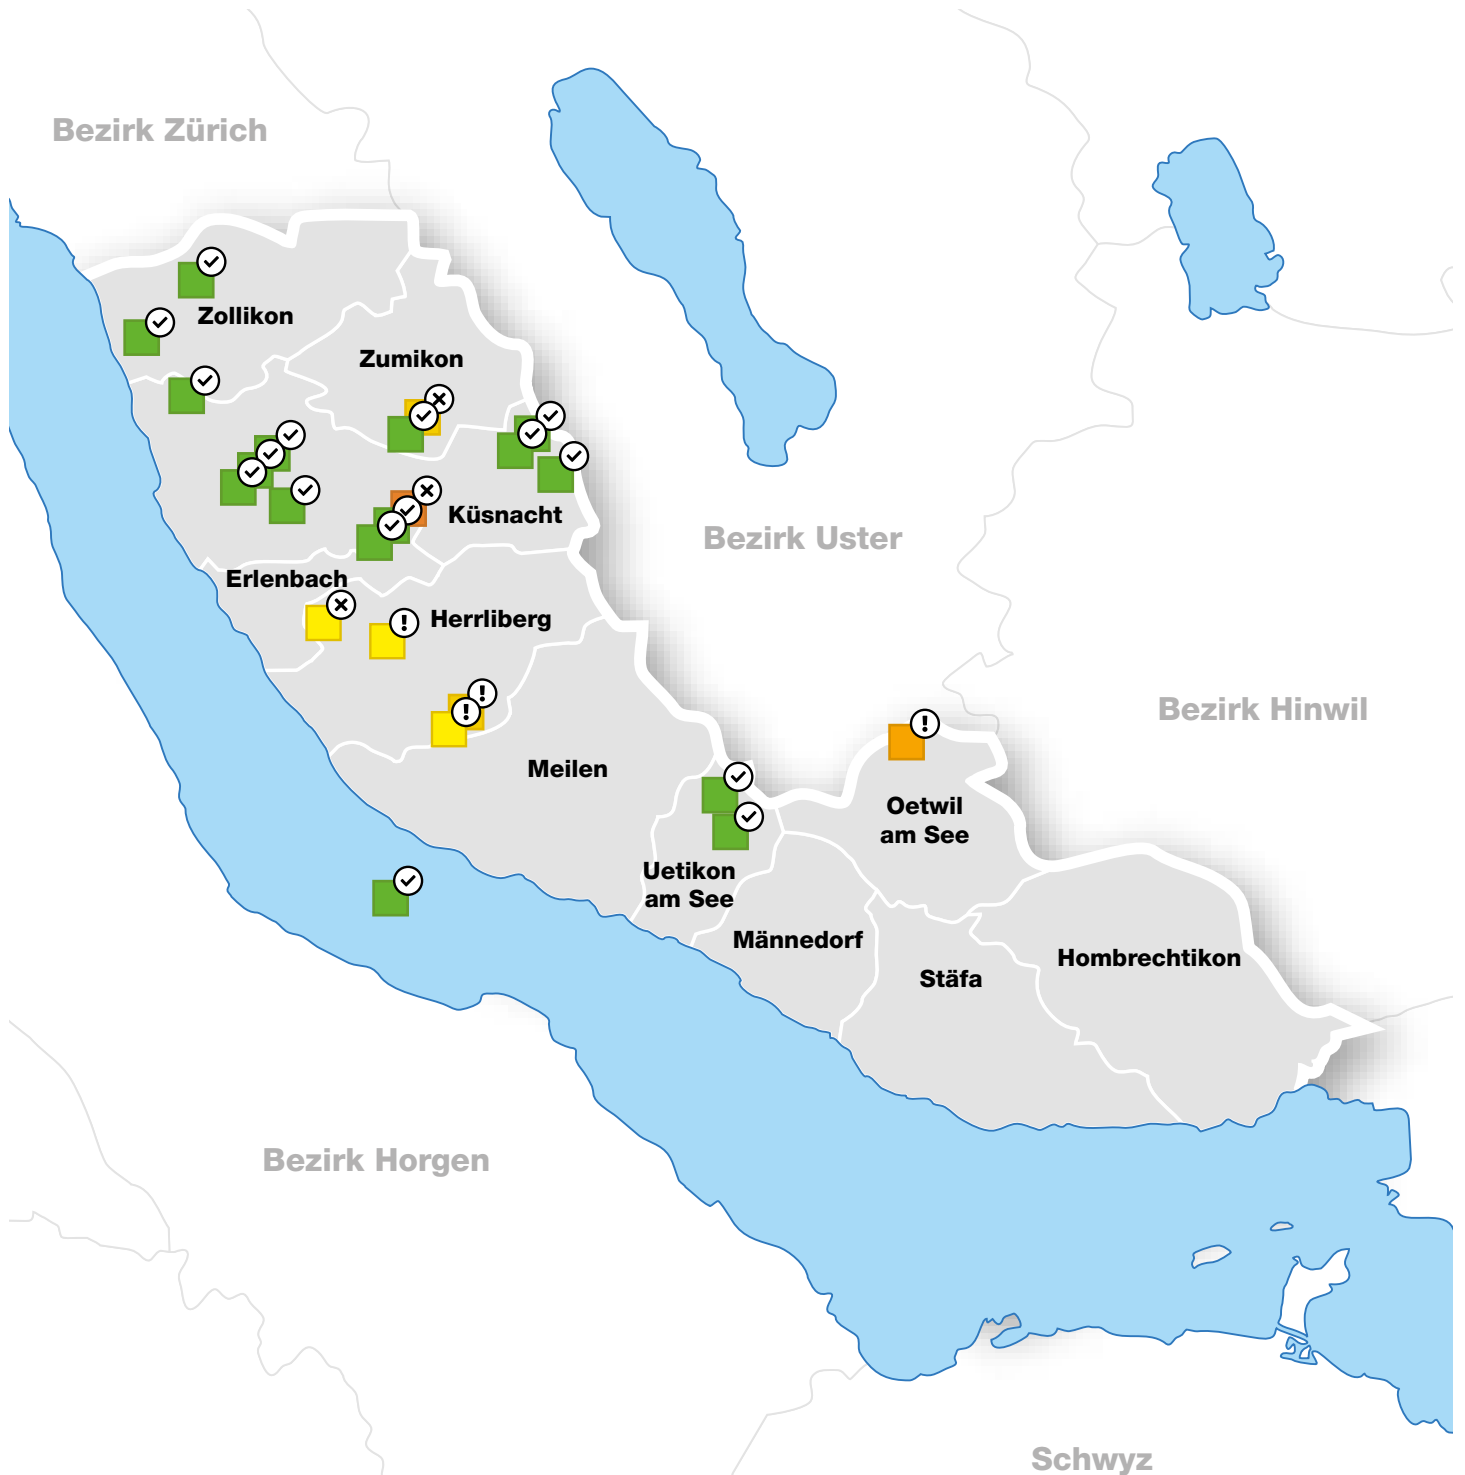 Bezirk Zürich
Zollikon
Zumikon
Küsnacht
Bezirk Uster
Erlenbach
Herrliberg
Bezirk Hinwil
Meilen
Oetwil
am See
Uetikon
am See
Männedorf
Hombrechtikon
Stäfa
Bezirk Horgen
Schwyz